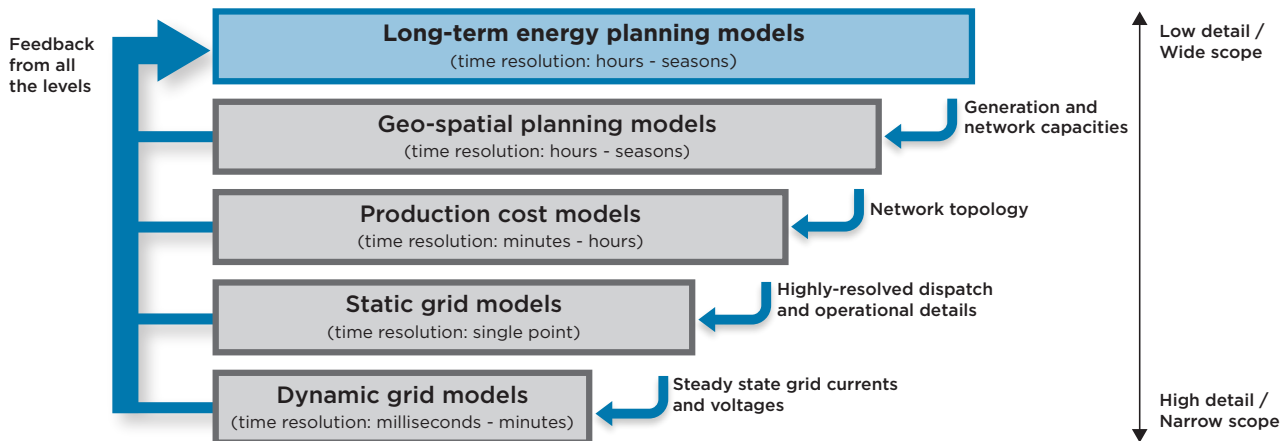 Feedback
from all
the levels
Long-term energy planning models
(time resolution: hours - seasons)
Low detail /
Wide scope
Geo-spatial planning models
(time resolution: hours - seasons)
Generation and
network capacities
Production cost models
(time resolution: minutes - hours)
Network topology
Static grid models
(time resolution: single point)
Highly-resolved dispatch
and operational details
Dynamic grid models
(time resolution: milliseconds - minutes)
Steady state grid currents
and voltages
High detail /
Narrow scope